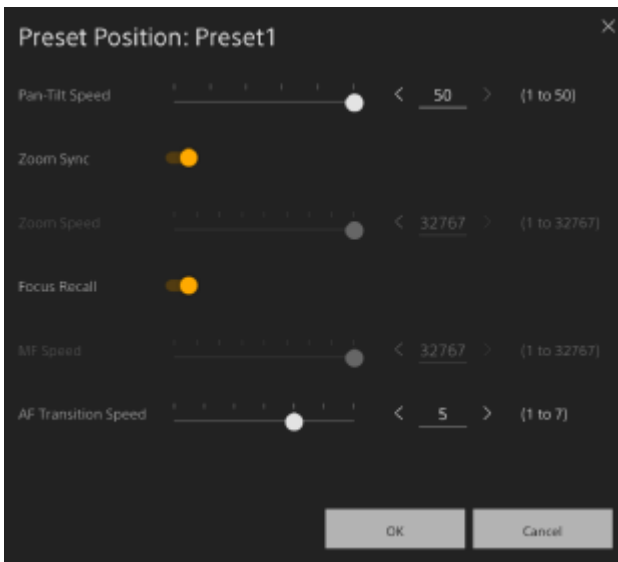 Preset Position: Preset1
Pan-Tilt Speed 50 (1 to 50)
Zoom Sync
Zoom Speed 32767 (1 to 32767)
Focus Recall
MF Speed 32767 (1 to 32767)
AF Transition Speed 5 (1 to 7)
OK Cancel